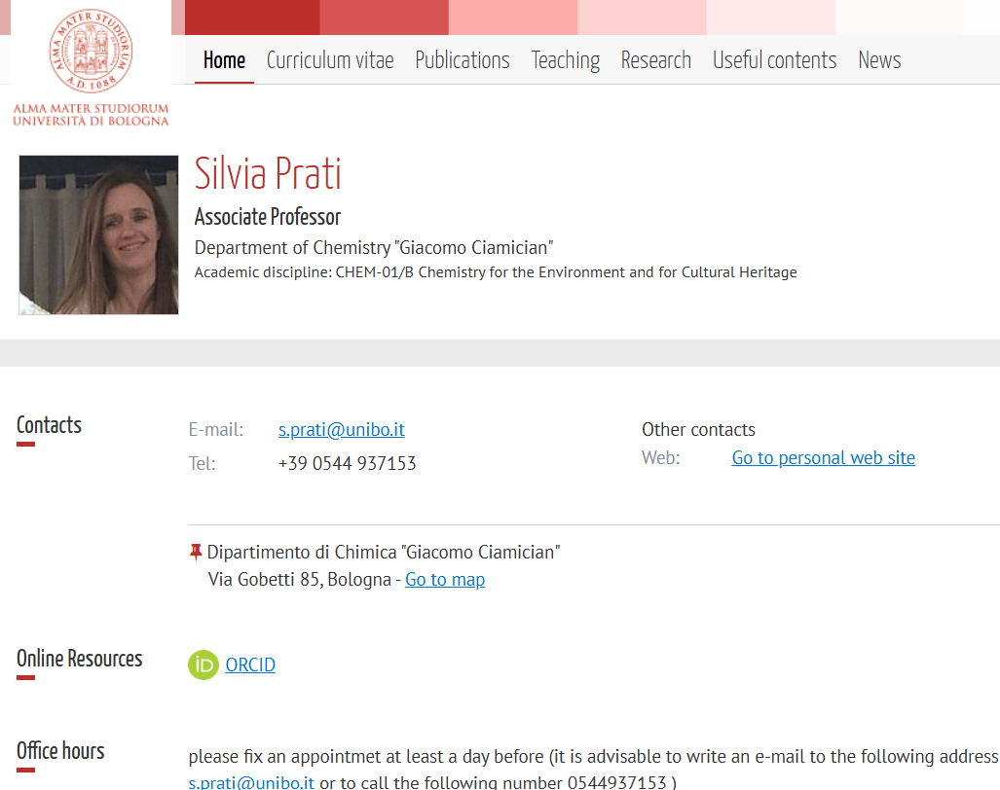 Home Curriculum vitae Publications Teaching Research Useful contents News
ALMA MATER STUDIORUM
A.D. 1088
ALMA MATER STUDIORUM
UNIVERSITÀ DI BOLOGNA
Silvia Prati
Associate Professor
Department of Chemistry "Giacomo Ciamician"
Academic discipline: CHEM-01/B Chemistry for the Environment and for Cultural Heritage
Contacts
E-mail: s.prati@unibo.it
Tel: +39 0544 937153
Other contacts
Web: Go to personal web site
Dipartimento di Chimica "Giacomo Ciamician"
Via Gobetti 85, Bologna - Go to map
Online Resources
iD ORCID
Office hours
please fix an appointmet at least a day before (it is advisable to write an e-mail to the following address
s.prati@unibo.it or to call the following number 0544937153 )